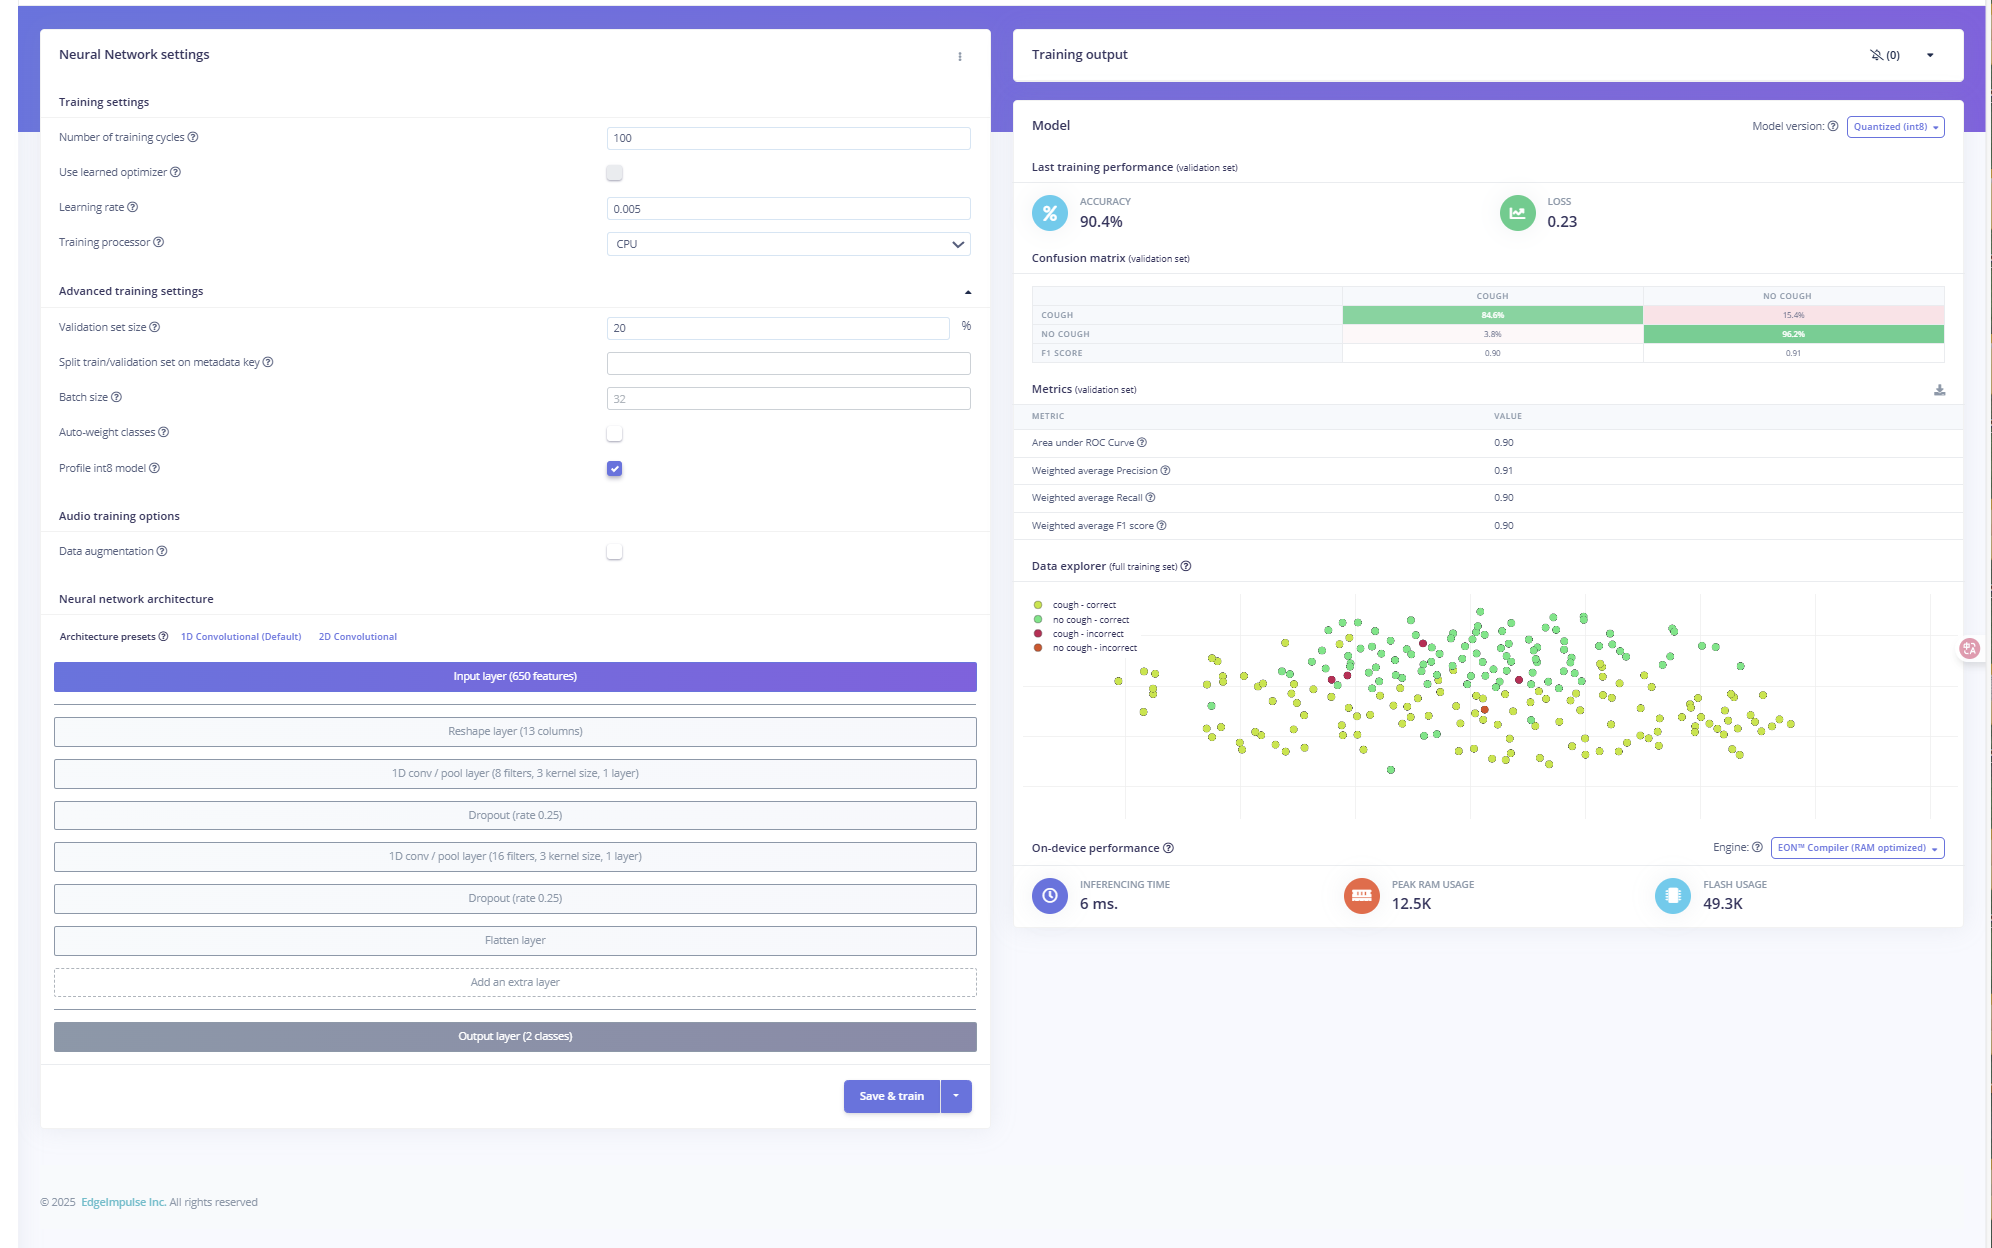 Neural Network settings
Training settings
Number of training cycles
100
Use learned optimizer
Learning rate
0.005
Training processor
CPU
Advanced training settings
Validation set size
20
%
Split train/validation set on metadata key
Batch size
32
Auto-weight classes
Profile int8 model
Audio training options
Data augmentation
Neural network architecture
Architecture presets 1D Convolutional (Default) 2D Convolutional
Input layer (650 features)
Reshape layer (13 columns)
1D conv / pool layer (8 filters, 3 kernel size, 1 layer)
Dropout (rate 0.25)
1D conv / pool layer (16 filters, 3 kernel size, 1 layer)
Dropout (rate 0.25)
Flatten layer
Add an extra layer
Output layer (2 classes)
Save & train
© 2025 EdgeImpulse Inc. All rights reserved
Training output
(0)
Model
Model version: Quantized (int8)
Last training performance (validation set)
ACCURACY
90.4%
LOSS
0.23
Confusion matrix (validation set)
COUGH NO COUGH
COUGH 84.6% 15.4%
NO COUGH 3.8% 96.2%
F1 SCORE 0.90 0.91
Metrics (validation set)
METRIC VALUE
Area under ROC Curve 0.90
Weighted average Precision 0.91
Weighted average Recall 0.90
Weighted average F1 score 0.90
Data explorer (full training set)
cough - correct
no cough - correct
cough - incorrect
no cough - incorrect
On-device performance
Engine: EON™ Compiler (RAM optimized)
INFERENCING TIME
6 ms.
PEAK RAM USAGE
12.5K
FLASH USAGE
49.3K